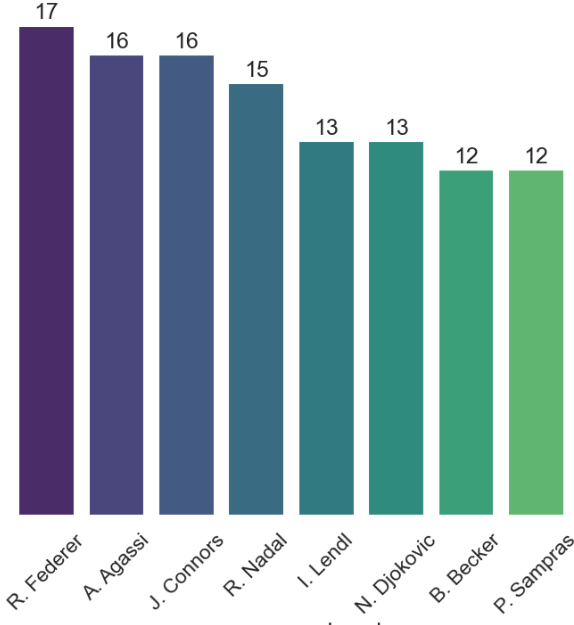 17
16
16
15
13
13
12
12
R. Federer
A. Agassi
J. Connors
R. Nadal
I. Lendl
N. Djokovic
B. Becker
P. Sampras